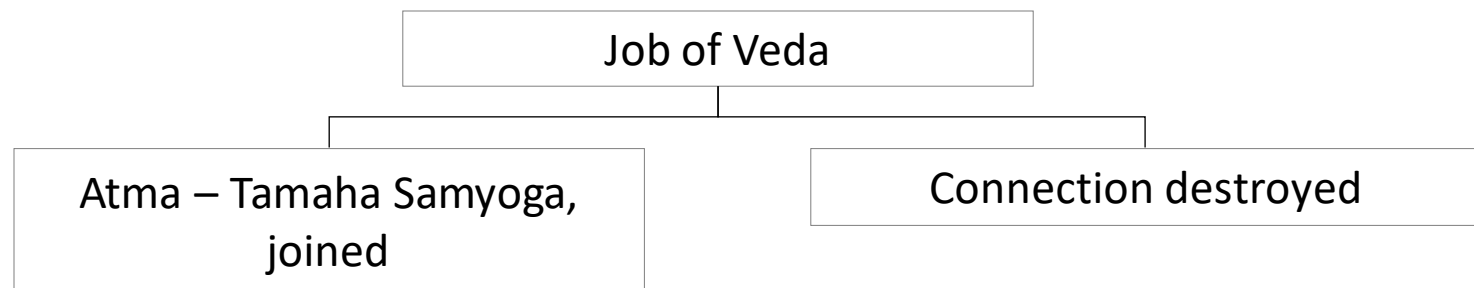 Job of Veda
Atma – Tamaha Samyoga,
joined
Connection destroyed